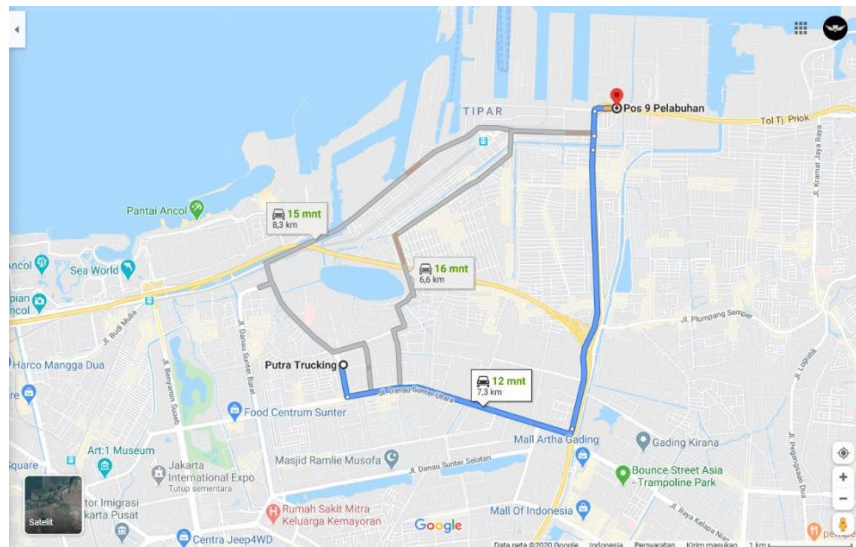 TIPAR
Pos 9 Pelabuhan
Tol Tj. Priok
Jl. Kramat Jaya Raya
Pantai Ancol
15 mnt
8,3 km
Ancol
Sea World
16 mnt
6,6 km
Ancol
Jl. Budi Mulia
Jl. Danau Sunter Barat
Jl. Plumpang Semper
Jl. Logistik
Harco Mangga Dua
Jl. Benyamin Suaeb
Putra Trucking
12 mnt
7,3 km
Jl. Danau Sunter Utara
Food Centrum Sunter
Mall Artha Gading
Gading Kirana
Art:1 Museum
Masjid Ramlie Musofa
Jl. Danau Sunter Selatan
Square
Jakarta
International Expo
Tutup sementara
Bounce Street Asia
- Trampoline Park
Jl. Pegangsaan Dua
Satelit
tor Imigrasi
karta Pusat
Rumah Sakit Mitra
Keluarga Kemayoran
Mall Of Indonesia
Google
Centra Jeep4WD
Data peta ©2020 Google Indonesia Persyaratan Kirim masukan 1 km